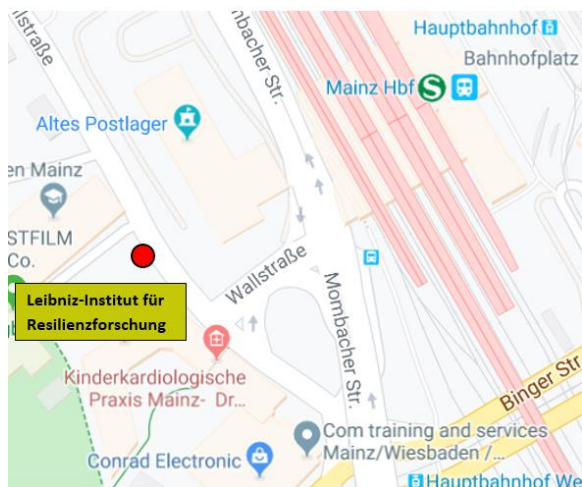 llstraße
Mombacher Str.
Hauptbahnhof
Bahnhofplatz
Mainz Hbf
S
Altes Postlager
en Mainz
STFILM
Co.
Leibniz-Institut für
Resilienzforschung
Wallstraße
Mombacher Str.
Kinderkardiologische
Praxis Mainz- Dr...
Binger Str
Com training and services
Mainz/Wiesbaden /...
Conrad Electronic
Hauptbahnhof We